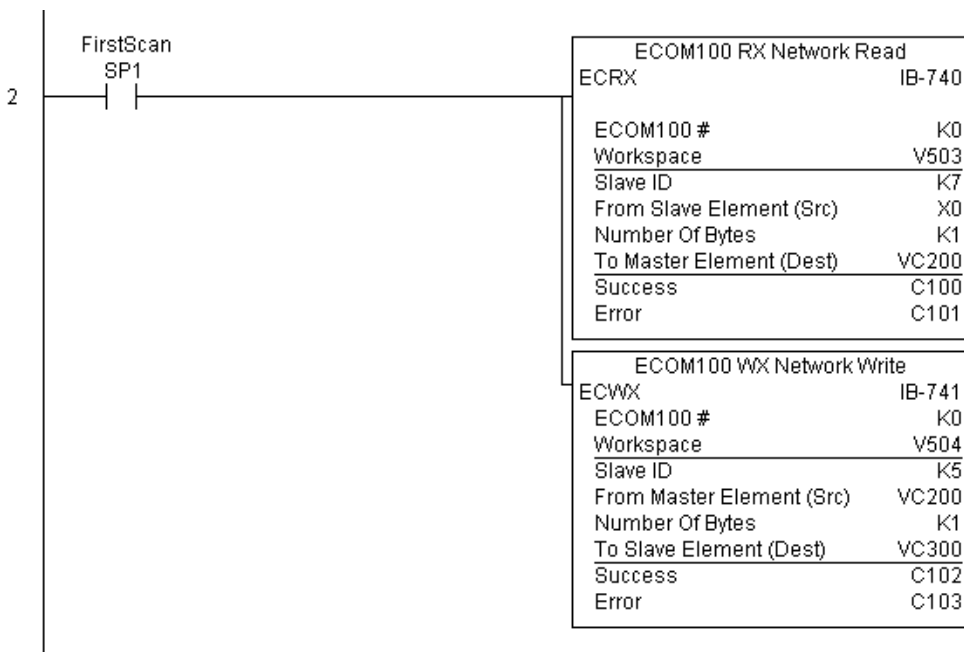 FirstScan
SP1
2
ECOM100 RX Network Read
ECRX IB-740
ECOM100 # K0
Workspace V503
Slave ID K7
From Slave Element (Src) X0
Number Of Bytes K1
To Master Element (Dest) VC200
Success C100
Error C101
ECOM100 WX Network Write
ECWX IB-741
ECOM100 # K0
Workspace V504
Slave ID K5
From Master Element (Src) VC200
Number Of Bytes K1
To Slave Element (Dest) VC300
Success C102
Error C103